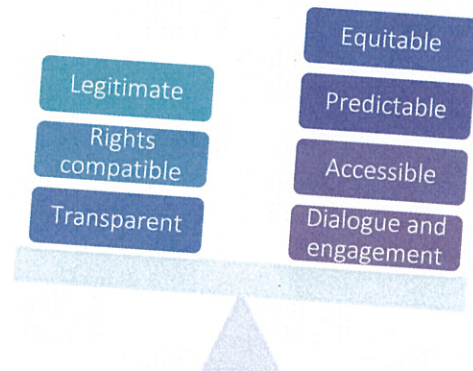 Legitimate
Rights
compatible
Transparent
Equitable
Predictable
Accessible
Dialogue and
engagement